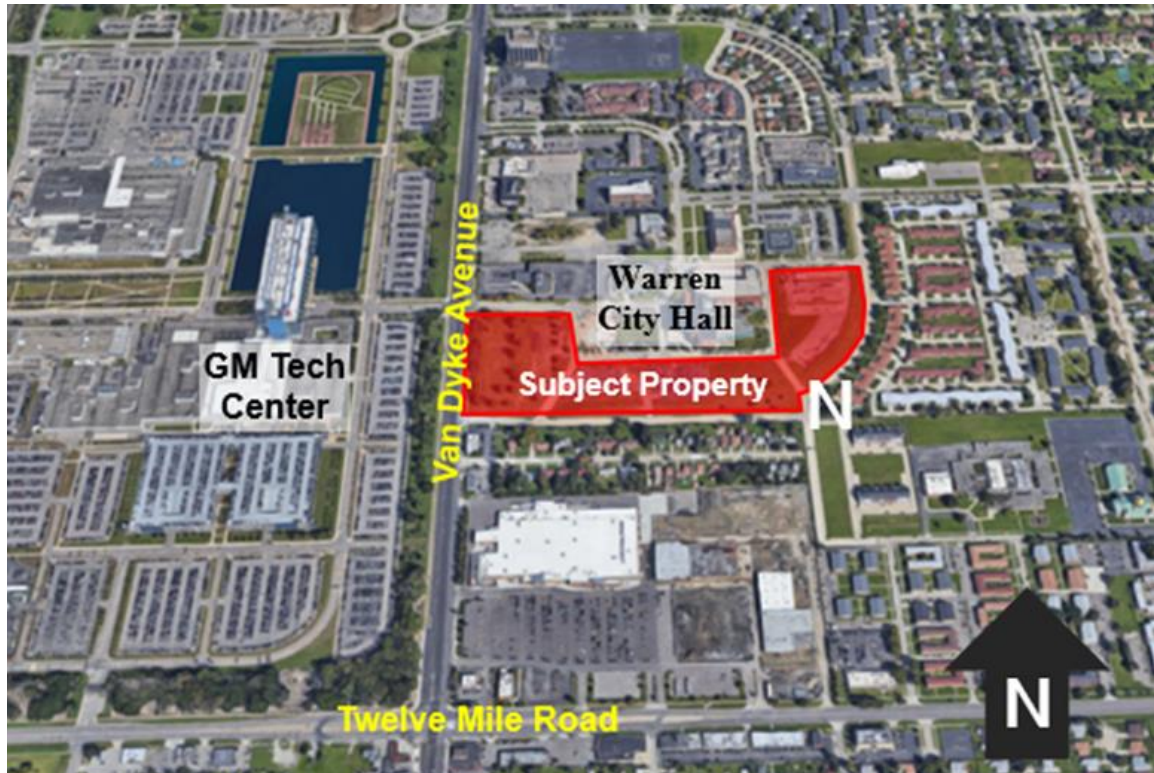 Warren
City Hall
Van Dyke Avenue
GM Tech
Center
Subject Property
N
Twelve Mile Road
N